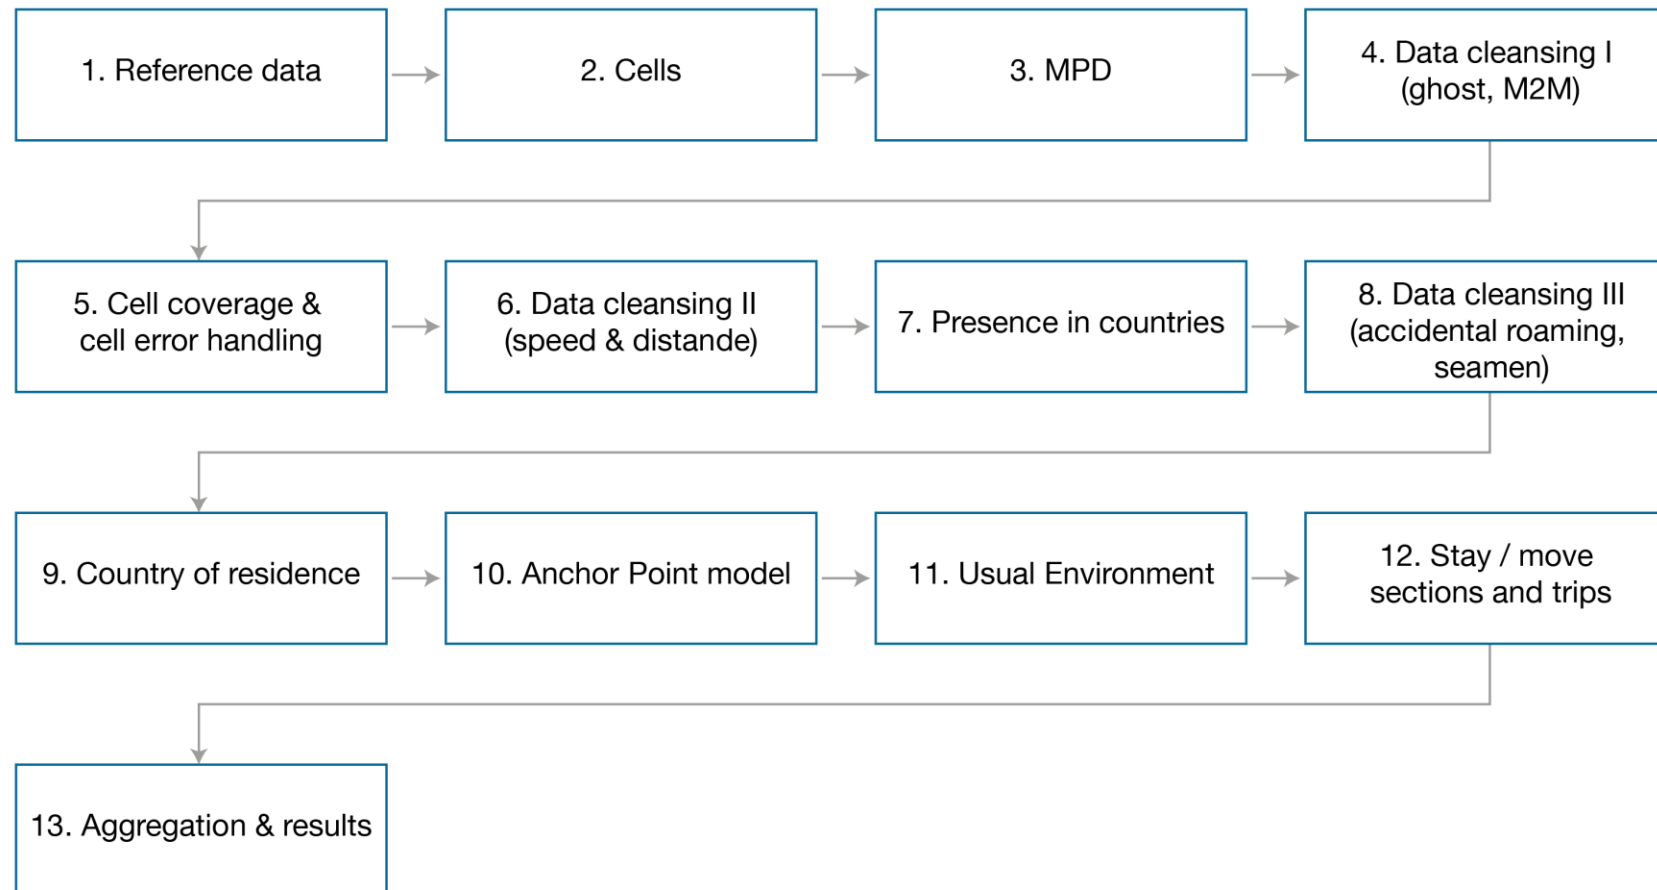 1. Reference data
2. Cells
3. MPD
4. Data cleansing I
(ghost, M2M)
5. Cell coverage &
cell error handling
6. Data cleansing II
(speed & distande)
7. Presence in countries
8. Data cleansing III
(accidental roaming,
seamen)
9. Country of residence
10. Anchor Point model
11. Usual Environment
12. Stay / move
sections and trips
13. Aggregation & results